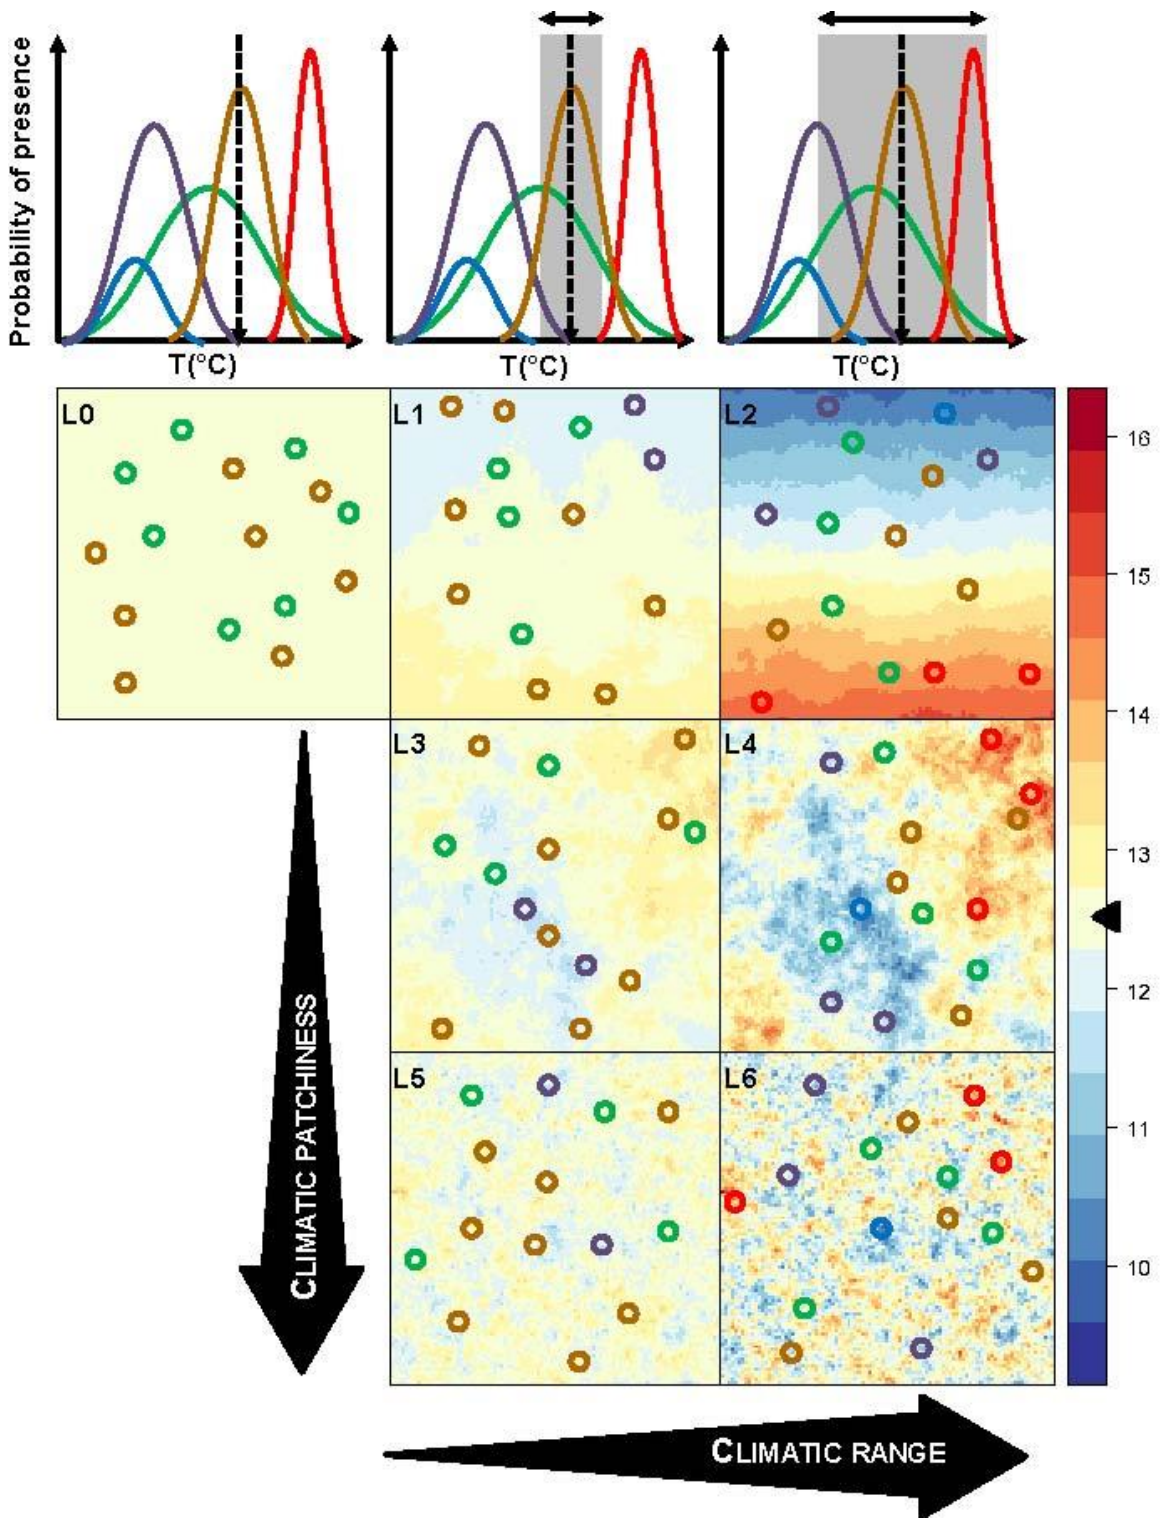 Probability of presence
T(°C)
T(°C)
T(°C)
L0
L1
L2
16
15
14
L3
L4
13
12
L5
L6
11
10
CLIMATIC PATCHINESS
CLIMATIC RANGE